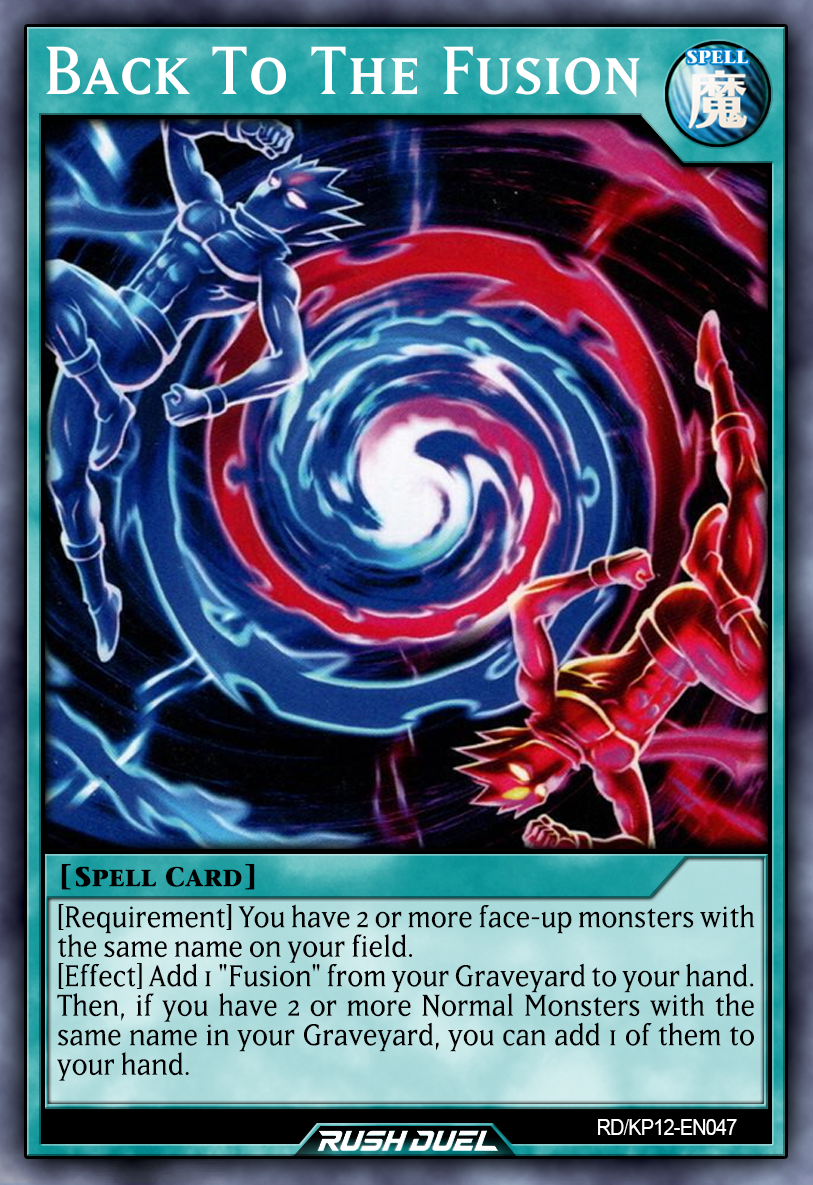 Back To The Fusion
SPELL
魔
[Spell Card]
[Requirement] You have 2 or more face-up monsters with
the same name on your field.
[Effect] Add 1 "Fusion" from your Graveyard to your hand.
Then, if you have 2 or more Normal Monsters with the
same name in your Graveyard, you can add 1 of them to
your hand.
RD/KP12-EN047
RUSH DUEL